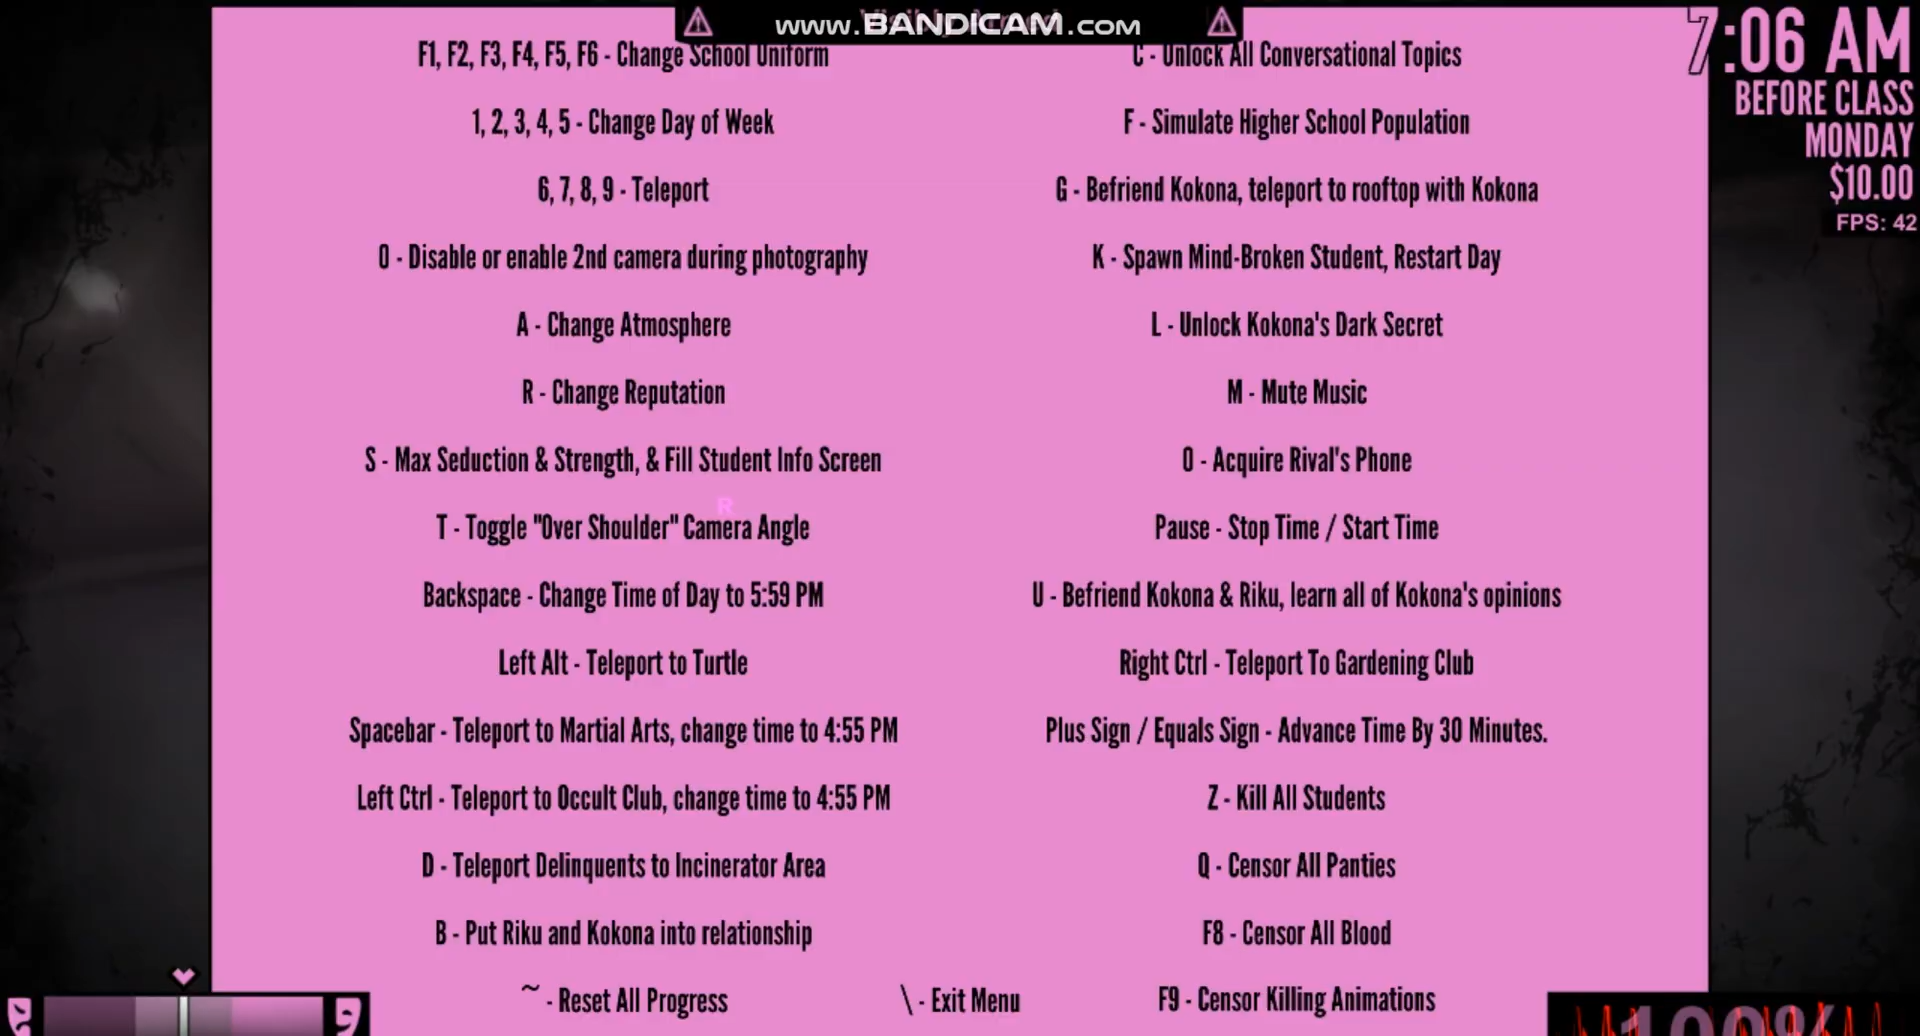 www.BANDICAM.com
7:06 AM
BEFORE CLASS
MONDAY
$10.00
FPS: 42
F1, F2, F3, F4, F5, F6 - Change School Uniform
1, 2, 3, 4, 5 - Change Day of Week
6, 7, 8, 9 - Teleport
0 - Disable or enable 2nd camera during photography
A - Change Atmosphere
R - Change Reputation
S - Max Seduction & Strength, & Fill Student Info Screen
R
T - Toggle "Over Shoulder" Camera Angle
Backspace - Change Time of Day to 5:59 PM
Left Alt - Teleport to Turtle
Spacebar - Teleport to Martial Arts, change time to 4:55 PM
Left Ctrl - Teleport to Occult Club, change time to 4:55 PM
D - Teleport Delinquents to Incinerator Area
B - Put Riku and Kokona into relationship
~ - Reset All Progress
C - Unlock All Conversational Topics
F - Simulate Higher School Population
G - Befriend Kokona, teleport to rooftop with Kokona
K - Spawn Mind-Broken Student, Restart Day
L - Unlock Kokona's Dark Secret
M - Mute Music
O - Acquire Rival's Phone
Pause - Stop Time / Start Time
U - Befriend Kokona & Riku, learn all of Kokona's opinions
Right Ctrl - Teleport To Gardening Club
Plus Sign / Equals Sign - Advance Time By 30 Minutes.
Z - Kill All Students
Q - Censor All Panties
F8 - Censor All Blood
F9 - Censor Killing Animations
\ - Exit Menu
100%